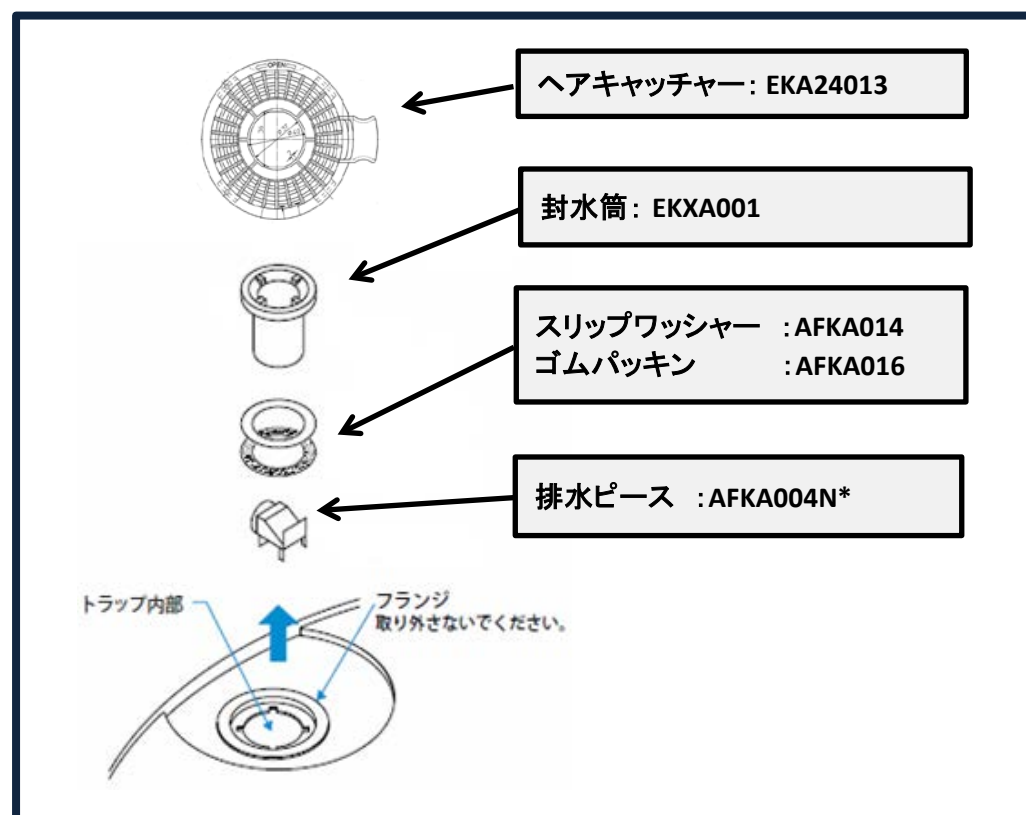 OPEN
ヘアキャッチャー: EKA24013
封水筒: EKXA001
スリップワッシャー :AFKA014
ゴムパッキン :AFKA016
排水ピース :AFKA004N*
トラップ内部
フランジ
取り外さないでください。